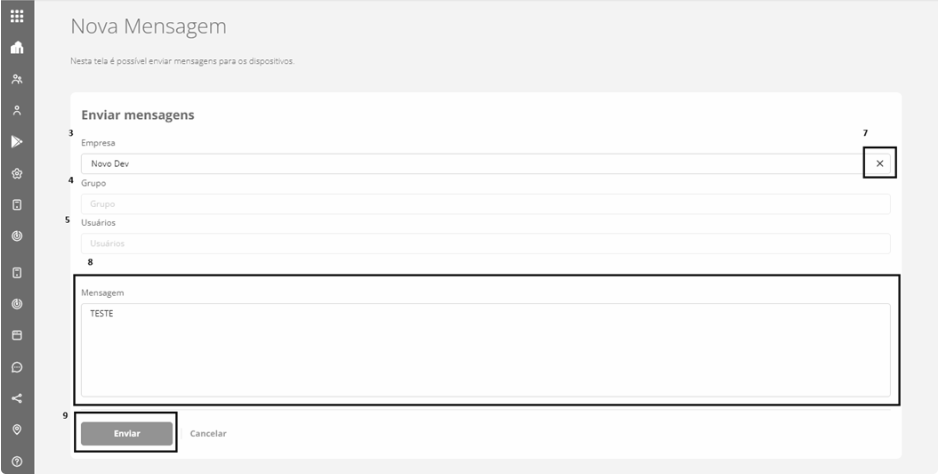 Nova Mensagem
Nesta tela é possível enviar mensagens para os dispositivos.
Enviar mensagens
3
7
Empresa
Novo Dev
×
4
Grupo
Grupo
5
Usuários
Usuários
8
Mensagem
TESTE
9
Enviar Cancelar